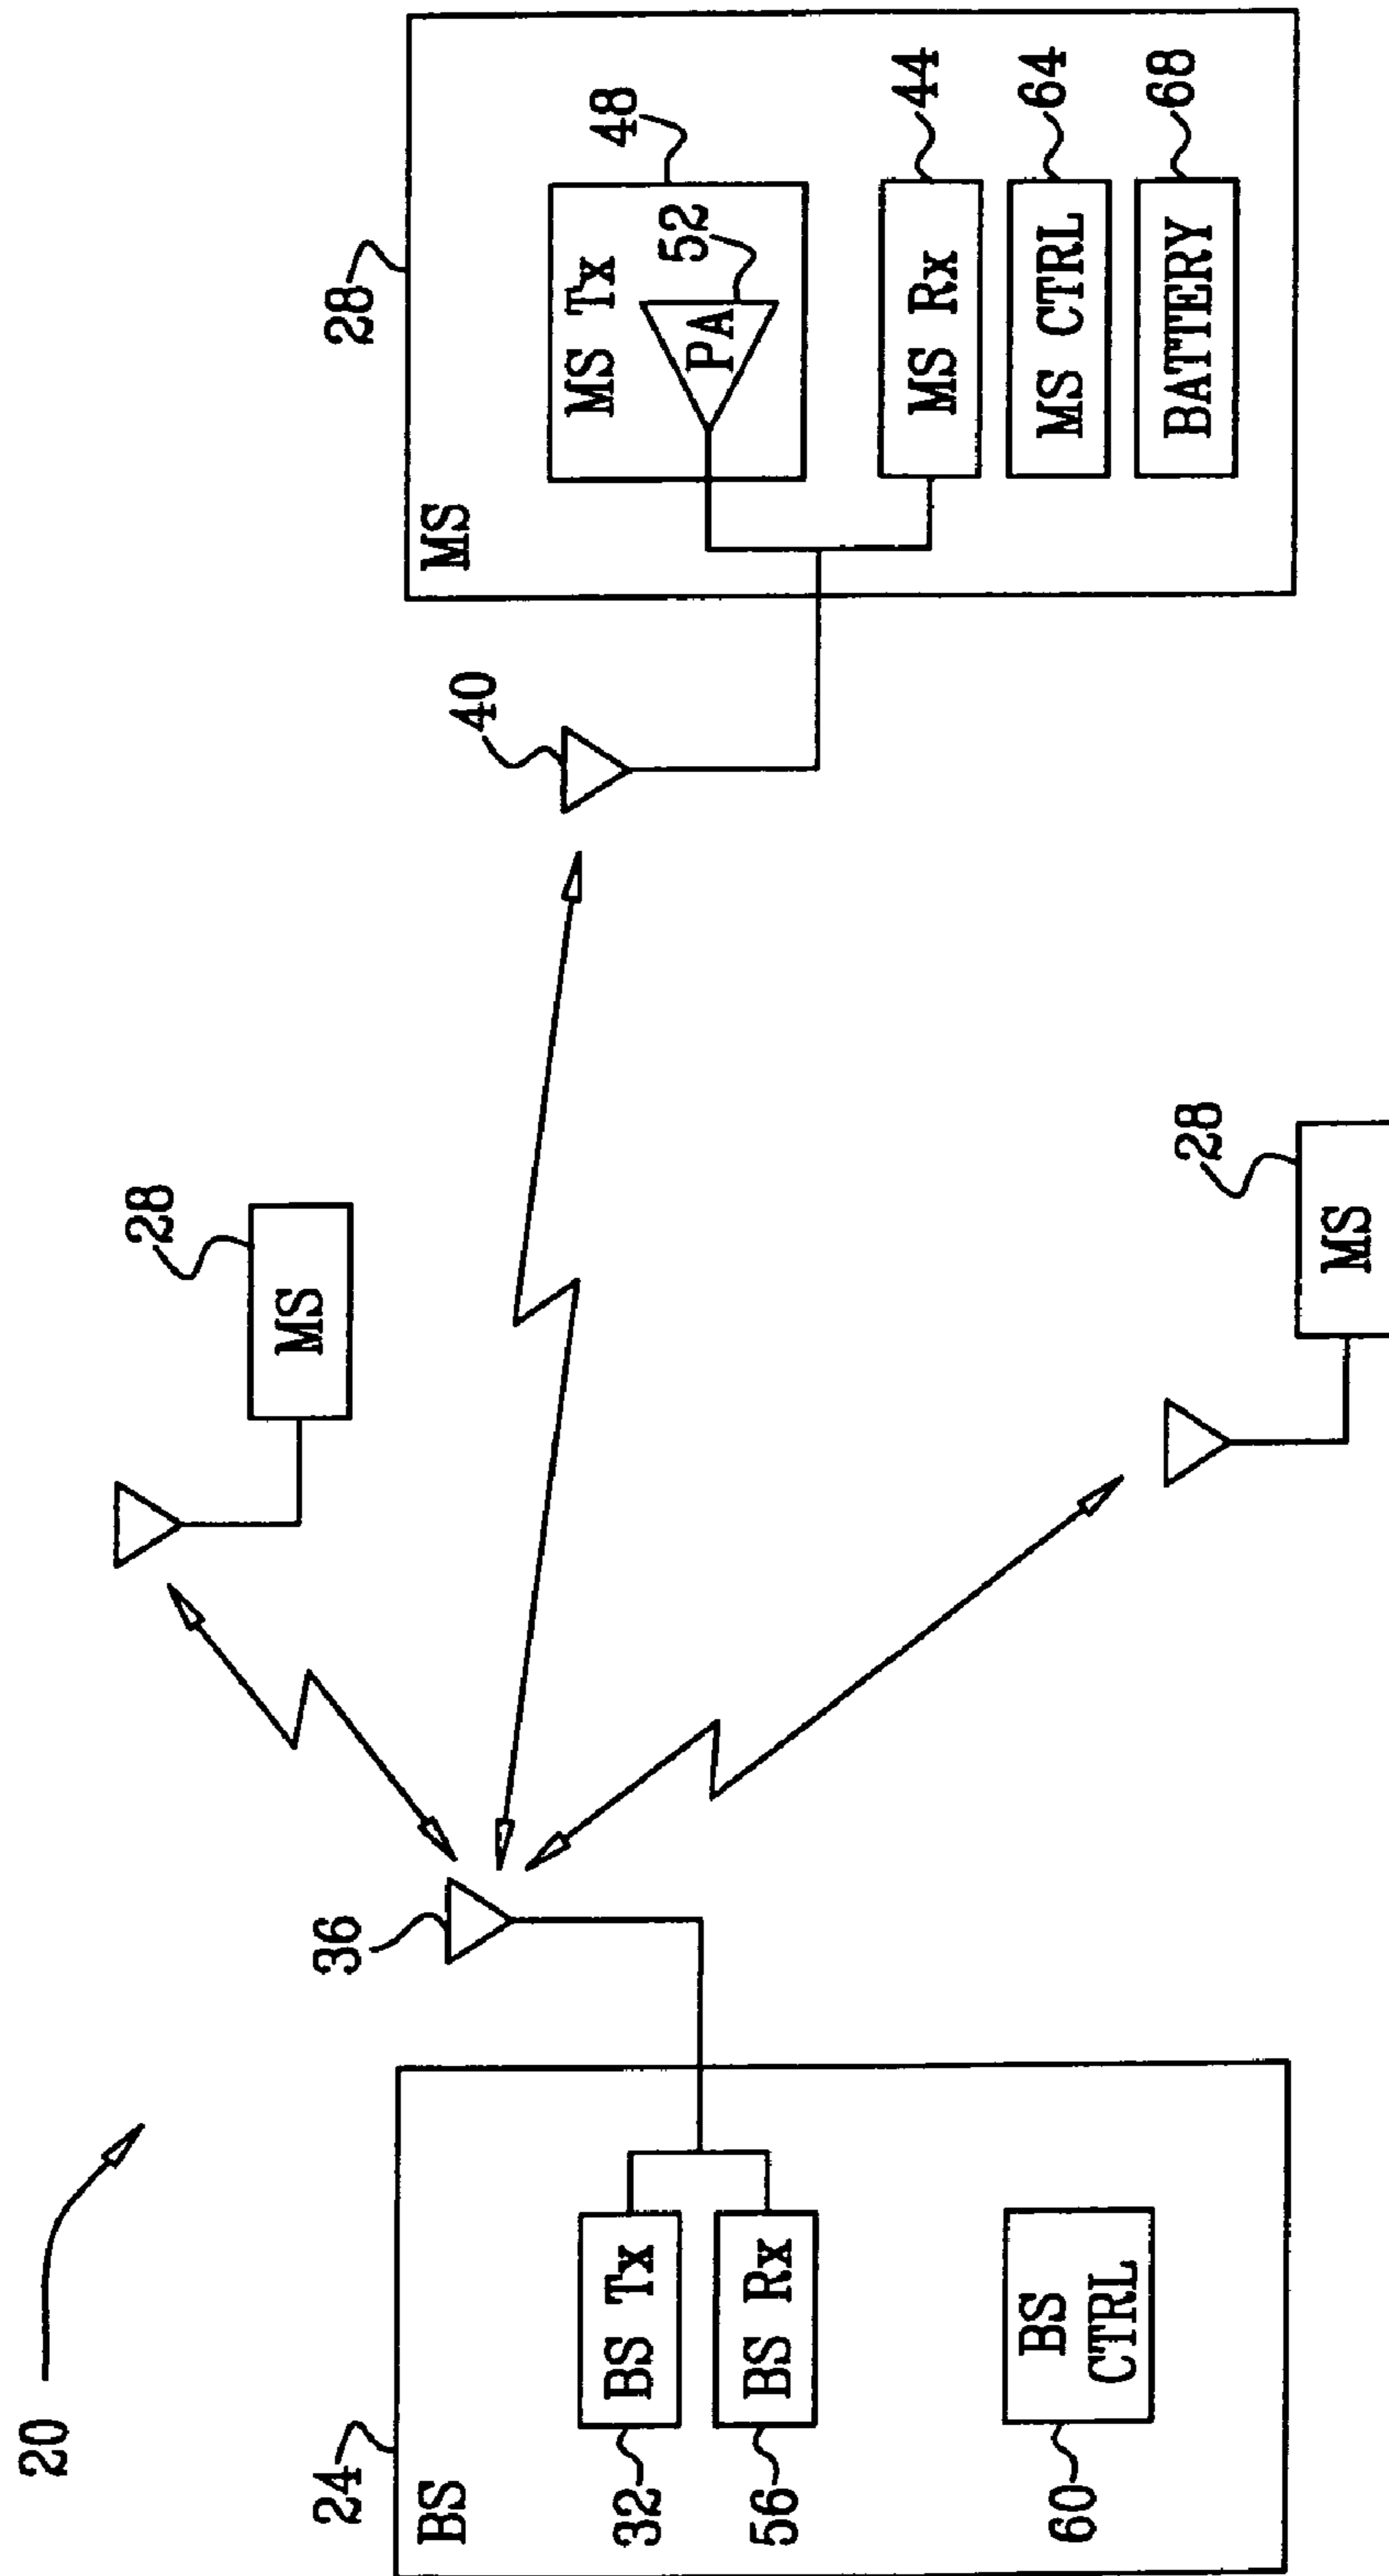 20
24
BS
BS Tx
32
BS Rx
56
BS
CTRL
60
36
28
MS
28
MS
40
28
MS
MS Tx
48
PA
52
MS Rx
44
MS CTRL
64
BATTERY
68